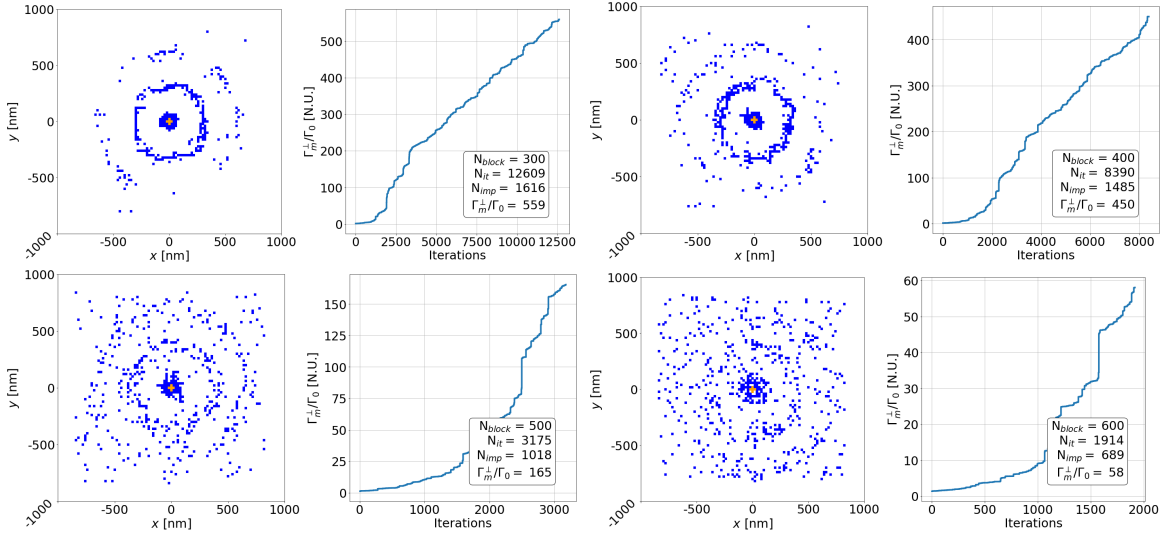 1000
500
0
-500
-1000
y [nm]
-500
0
500
1000
x [nm]
500
400
300
200
100
0
Γ⊥m/Γ0 [N.U.]
Nblock = 300
Nit = 12609
Nimp = 1616
Γ⊥m/Γ0 = 559
0
2500
5000
7500
10000
12500
Iterations
1000
500
0
-500
-1000
y [nm]
-500
0
500
1000
x [nm]
400
300
200
100
0
Γ⊥m/Γ0 [N.U.]
Nblock = 400
Nit = 8390
Nimp = 1485
Γ⊥m/Γ0 = 450
0
2000
4000
6000
8000
Iterations
1000
500
0
-500
-1000
y [nm]
-500
0
500
1000
x [nm]
150
125
100
75
50
25
0
Γ⊥m/Γ0 [N.U.]
Nblock = 500
Nit = 3175
Nimp = 1018
Γ⊥m/Γ0 = 165
0
1000
2000
3000
Iterations
1000
500
0
-500
-1000
y [nm]
-500
0
500
1000
x [nm]
60
50
40
30
20
10
0
Γ⊥m/Γ0 [N.U.]
Nblock = 600
Nit = 1914
Nimp = 689
Γ⊥m/Γ0 = 58
0
500
1000
1500
2000
Iterations